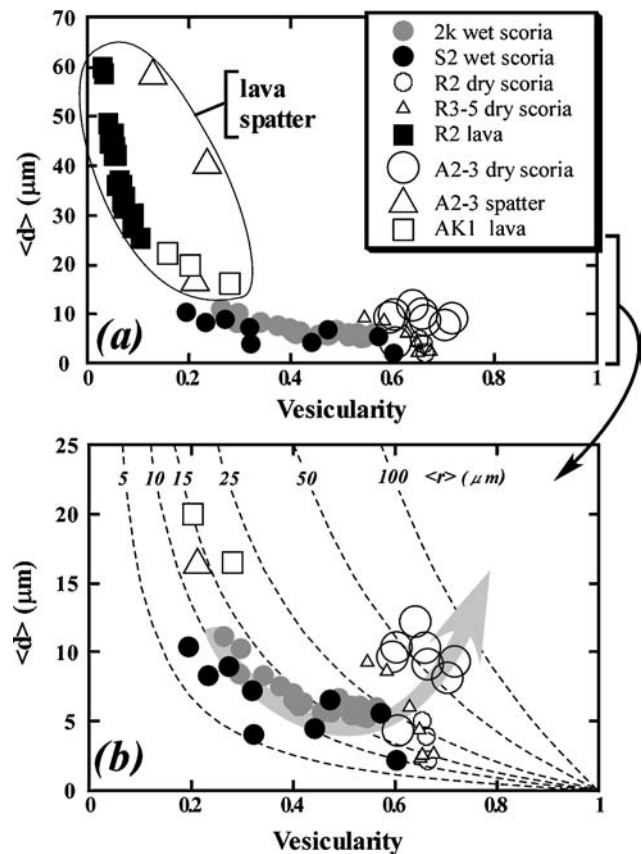 70
60
50
40
30
20
10
0
<d> (μm)
lava
spatter
2k wet scoria
S2 wet scoria
R2 dry scoria
R3-5 dry scoria
R2 lava
A2-3 dry scoria
A2-3 spatter
AK1 lava
(a)
0 0.2 0.4 0.6 0.8 1
Vesicularity
25
20
15
10
5
0
<d> (μm)
5 10 15 25 50 100 <r> (μm)
(b)
0 0.2 0.4 0.6 0.8 1
Vesicularity